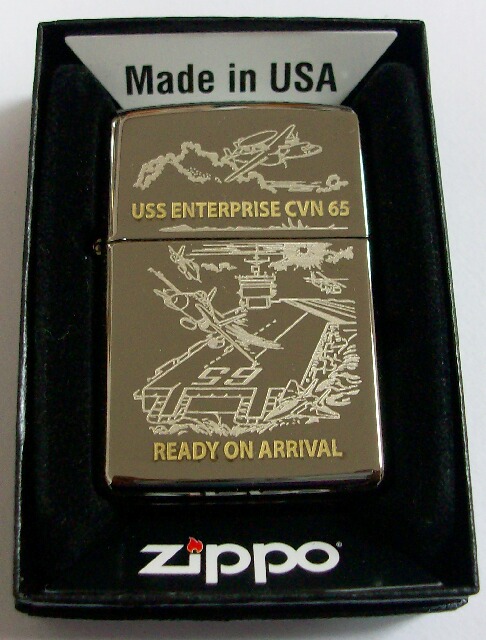 Made in USA
USS ENTERPRISE CVN 65
65
READY ON ARRIVAL
zippo